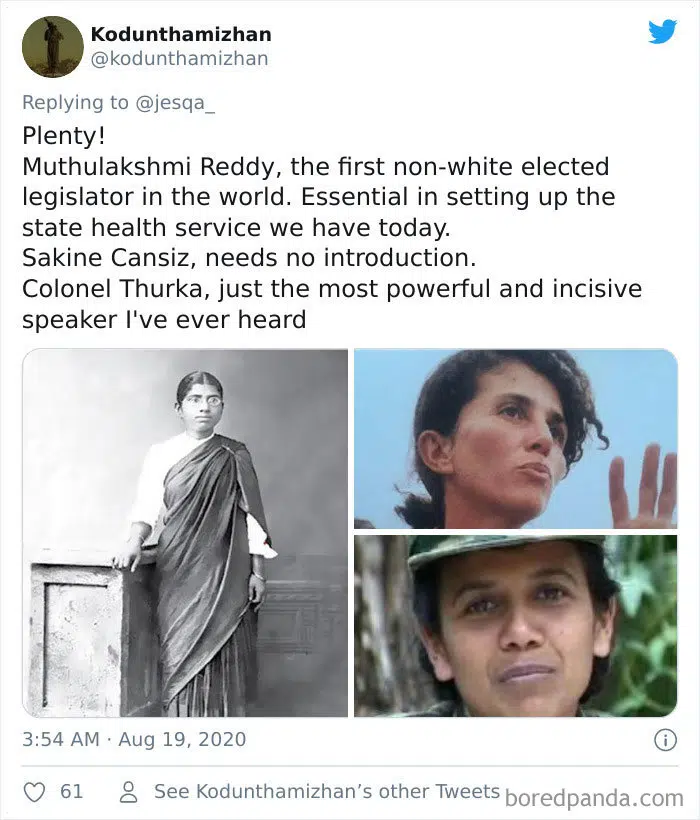 Kodunthamizhan
@kodunthamizhan
Replying to @jesqa_
Plenty!
Muthulakshmi Reddy, the first non-white elected
legislator in the world. Essential in setting up the
state health service we have today.
Sakine Cansiz, needs no introduction.
Colonel Thurka, just the most powerful and incisive
speaker I've ever heard
3:54 AM · Aug 19, 2020
61 See Kodunthamizhan’s other Tweets
boredpanda.com